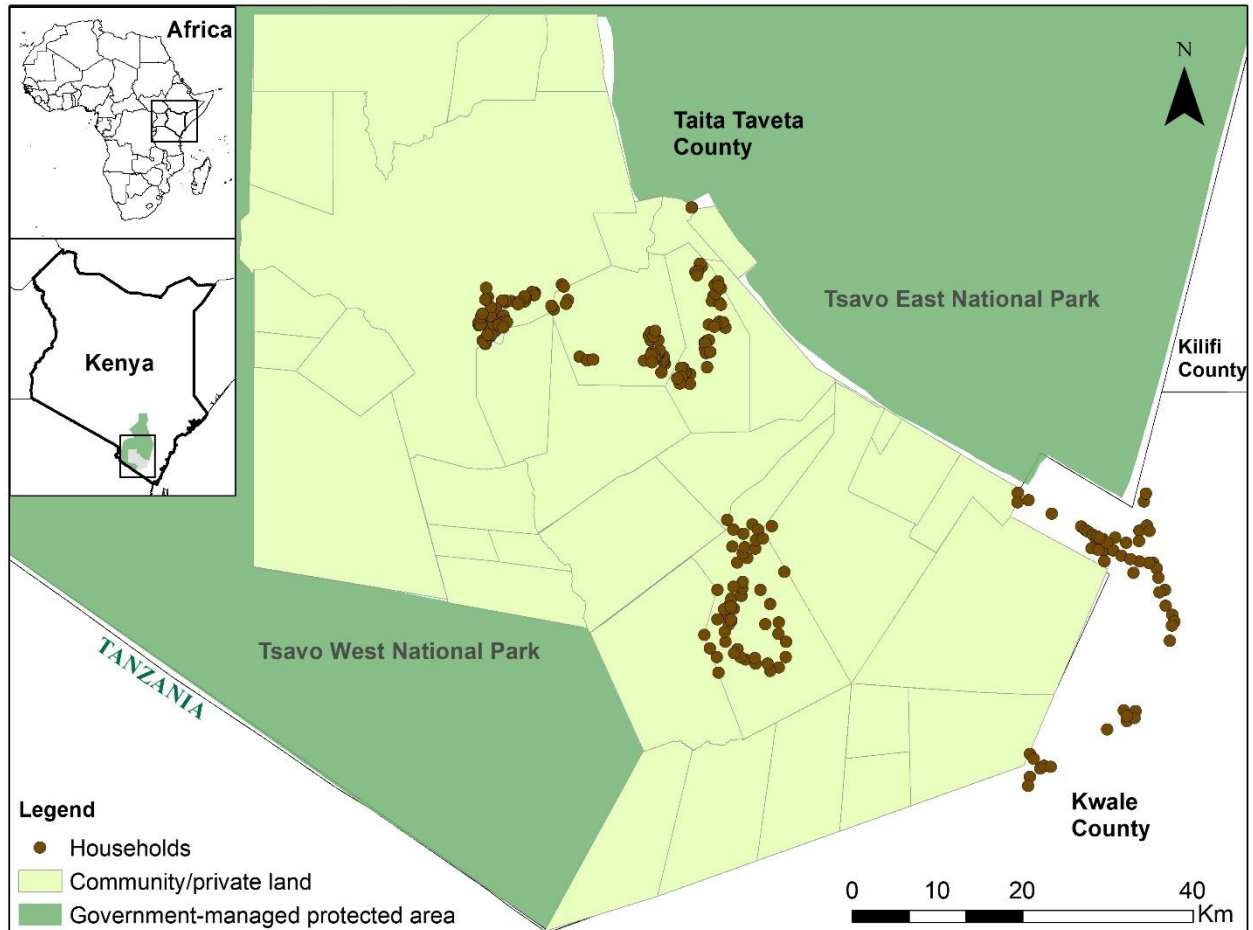 Africa
N
Taita Taveta
County
Tsavo East National Park
Kilifi
County
Kenya
Tsavo West National Park
TANZANIA
Kwale
County
Legend
Households
Community/private land
Government-managed protected area
0 10 20 40
Km